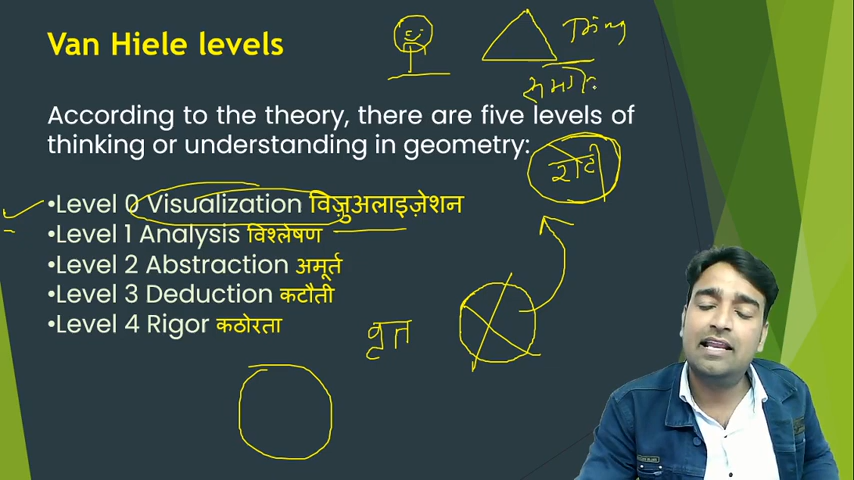 Van Hiele levels
According to the theory, there are five levels of
thinking or understanding in geometry:
रोटी
•Level 0 Visualization विज़ुअलाइज़ेशन
•Level 1 Analysis विश्लेषण
•Level 2 Abstraction अमूर्त
•Level 3 Deduction कटौती
•Level 4 Rigor कठोरता
वृत